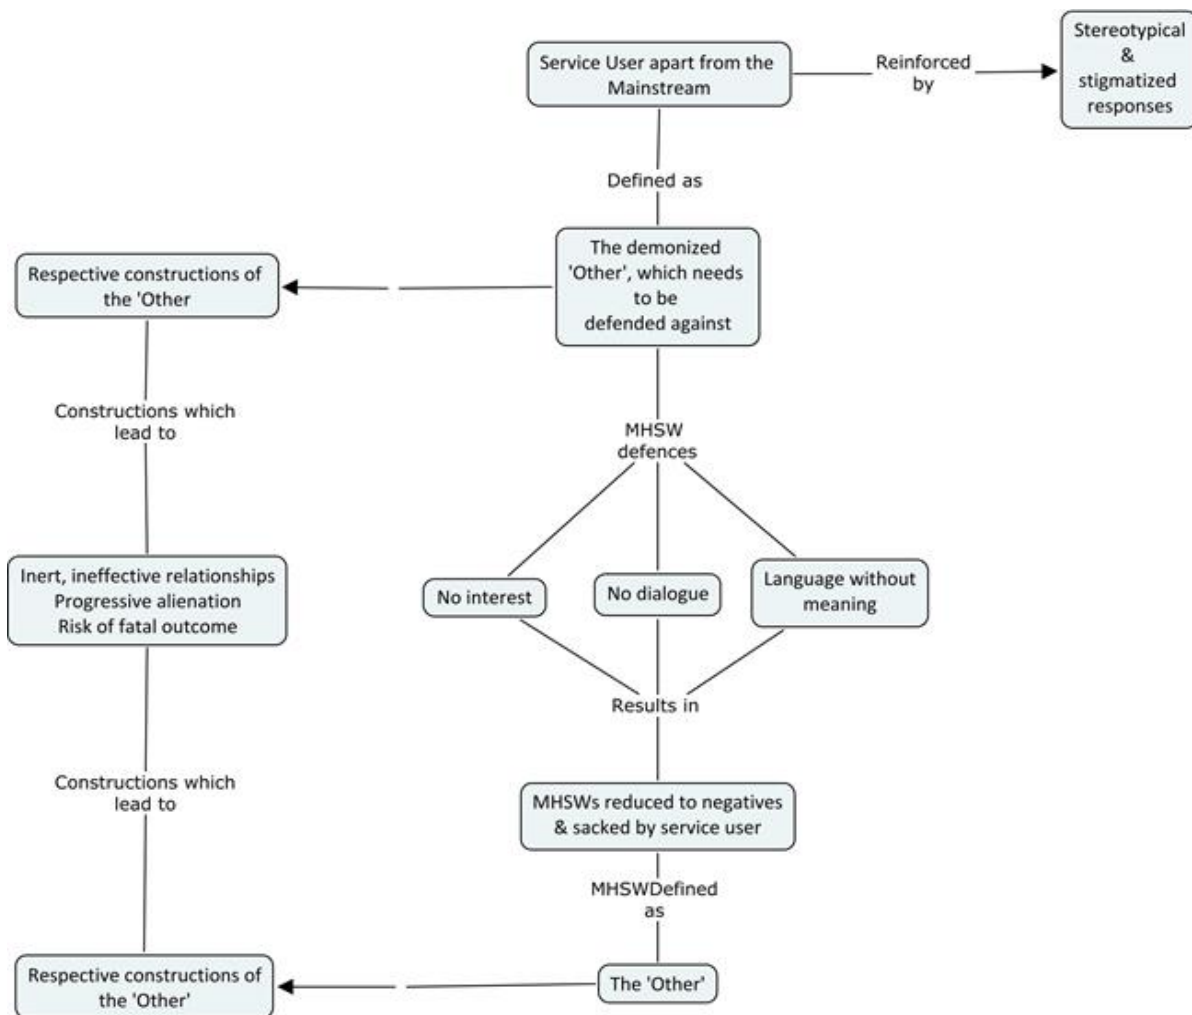 Service User apart from the
Mainstream
Reinforced
by
Stereotypical
&
stigmatized
responses
Defined as
The demonized
'Other', which needs
to be
defended against
Respective constructions of
the 'Other
Constructions which
lead to
MHSW
defences
Inert, ineffective relationships
Progressive alienation
Risk of fatal outcome
No interest
No dialogue
Language without
meaning
Results in
Constructions which
lead to
MHSWs reduced to negatives
& sacked by service user
MHSWDefined
as
Respective constructions of
the 'Other'
The 'Other'